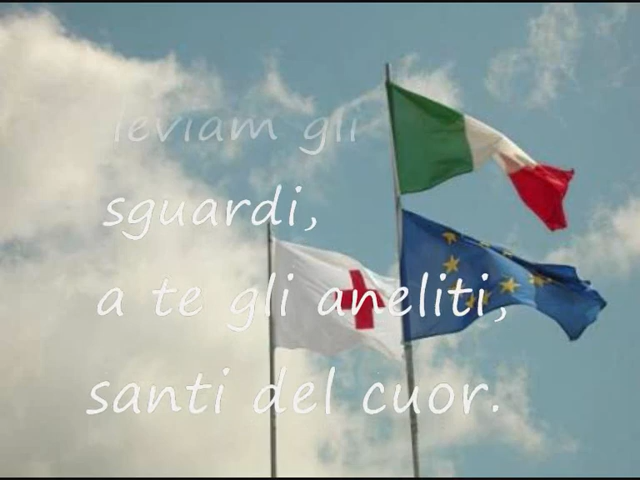 leviam gli
sguardi,
a te gli aneliti,
santi del cuor.